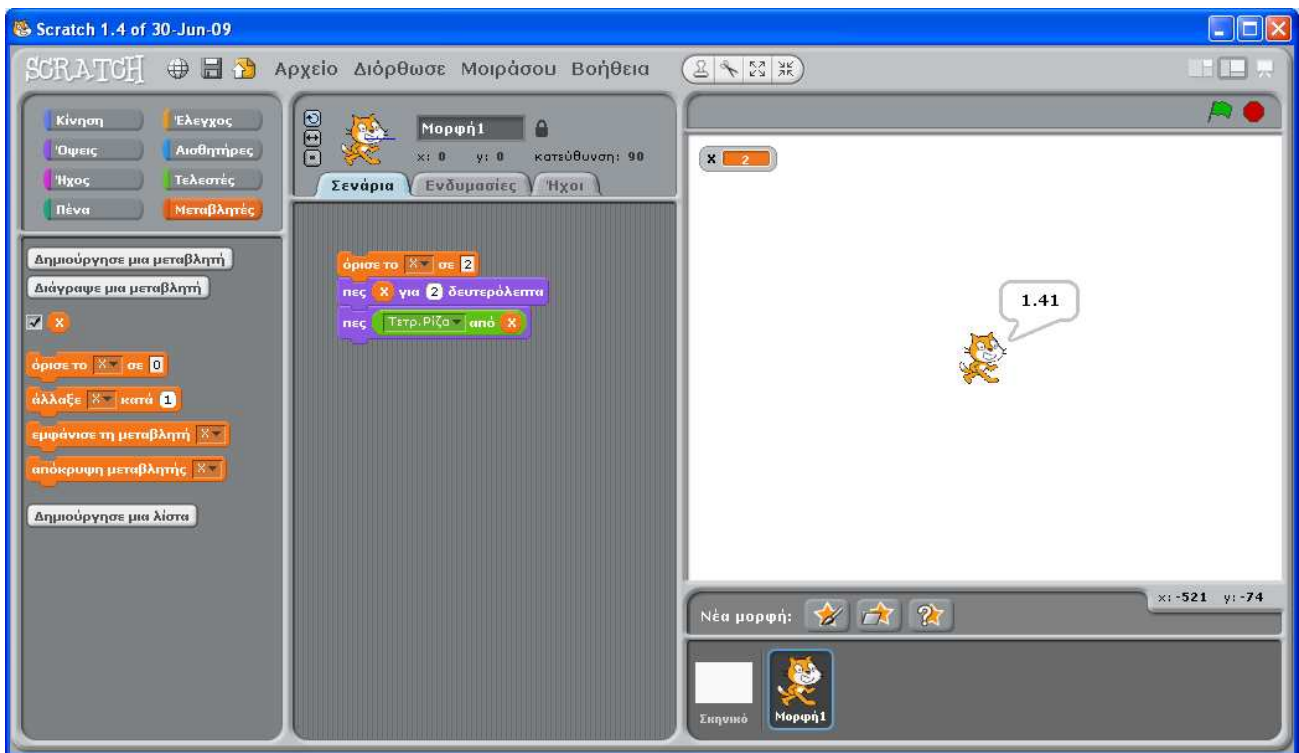 Scratch 1.4 of 30-Jun-09
SCRATCH Αρχείο Διόρθωσε Μοιράσου Βοήθεια
Κίνηση Έλεγχος
Όψεις Αισθητήρες
Ήχος Τελεστές
Πένα Μεταβλητές
Δημιούργησε μια μεταβλητή
Διάγραψε μια μεταβλητή
X
όρισε το X σε 0
άλλαξε X κατά 1
εμφάνισε τη μεταβλητή X
απόκρυψη μεταβλητής X
Δημιούργησε μια λίστα
Μορφή1
x: 0 y: 0 κατεύθυνση: 90
Σενάρια Ενδυμασίες Ήχοι
όρισε το X σε 2
πες X για 2 δευτερόλεπτα
πες Τετρ.Ρίζα από X
X 2
1.41
x: -521 y: -74
Νέα μορφή:
Σκηνικό Μορφή1